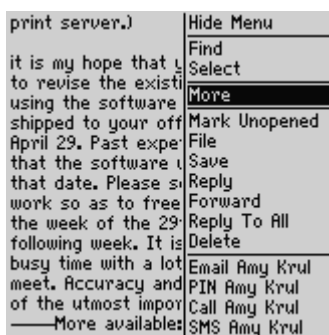 print server.)
it is my hope that
to revise the existi
using the software
shipped to your off
April 29. Past expe
that the software
that date. Please s
work so as to free
the week of the 29
following week. It is
busy time with a lot
meet. Accuracy and
of the utmost impor
More available:
Hide Menu
Find
Select
More
Mark Unopened
File
Save
Reply
Forward
Reply To All
Delete
Email Amy Krul
PIN Amy Krul
Call Amy Krul
SMS Amy Krul